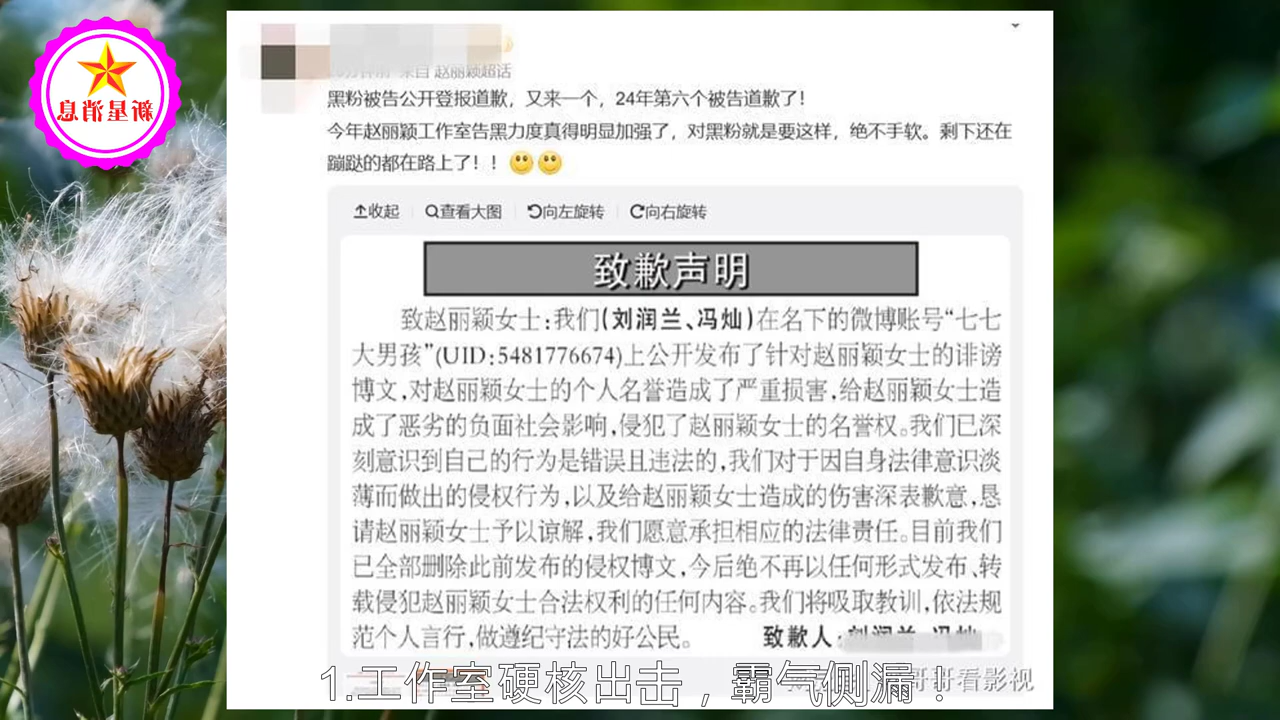 新星消息
来自 赵丽颖超话
黑粉被告公开登报道歉，又来一个，24年第六个被告道歉了！
今年赵丽颖工作室告黑力度真得明显加强了，对黑粉就是要这样，绝不手软。剩下还在
蹦跶的都在路上了！！
收起 查看大图 向左旋转 向右旋转
致歉声明
致赵丽颖女士：我们(刘润兰、冯灿)在名下的微博账号“七七
大男孩”(UID:5481776674)上公开发布了针对赵丽颖女士的诽谤
博文，对赵丽颖女士的个人名誉造成了严重损害，给赵丽颖女士造
成了恶劣的负面社会影响，侵犯了赵丽颖女士的名誉权。我们已深
刻意识到自己的行为是错误且违法的，我们对于因自身法律意识淡
薄而做出的侵权行为，以及给赵丽颖女士造成的伤害深表歉意，恳
请赵丽颖女士予以谅解，我们愿意承担相应的法律责任。目前我们
已全部删除此前发布的侵权博文，今后绝不再以任何形式发布、转
载侵犯赵丽颖女士合法权利的任何内容。我们将吸取教训，依法规
范个人言行，做遵纪守法的好公民。 致歉人：刘润兰、冯灿
1.工作室硬核出击，霸气侧漏！
哥哥看影视